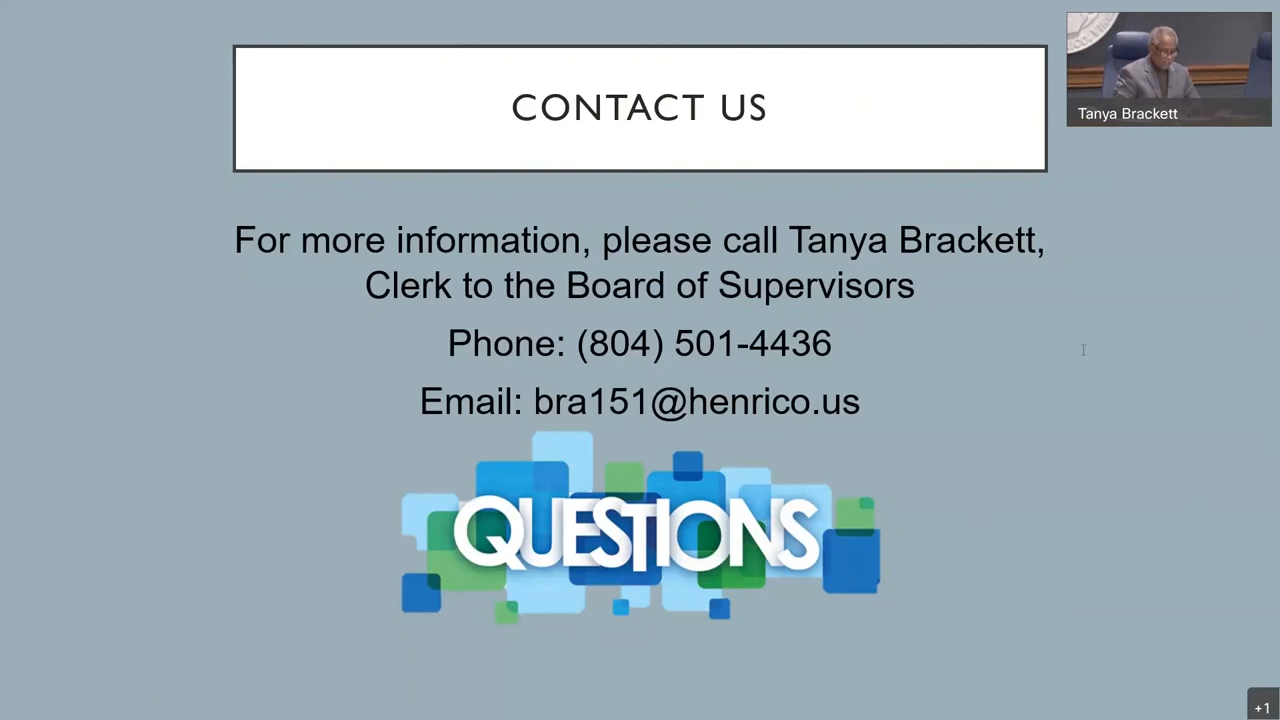 CONTACT US
Tanya Brackett
For more information, please call Tanya Brackett,
Clerk to the Board of Supervisors
Phone: (804) 501-4436
Email: bra151@henrico.us
QUESTIONS
+1